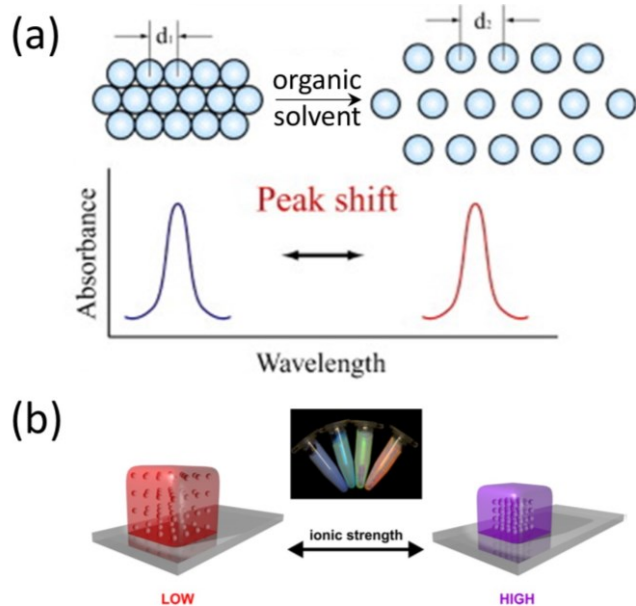 (a)
d₁
d₂
organic
solvent
Peak shift
Absorbance
Wavelength
(b)
ionic strength
LOW
HIGH